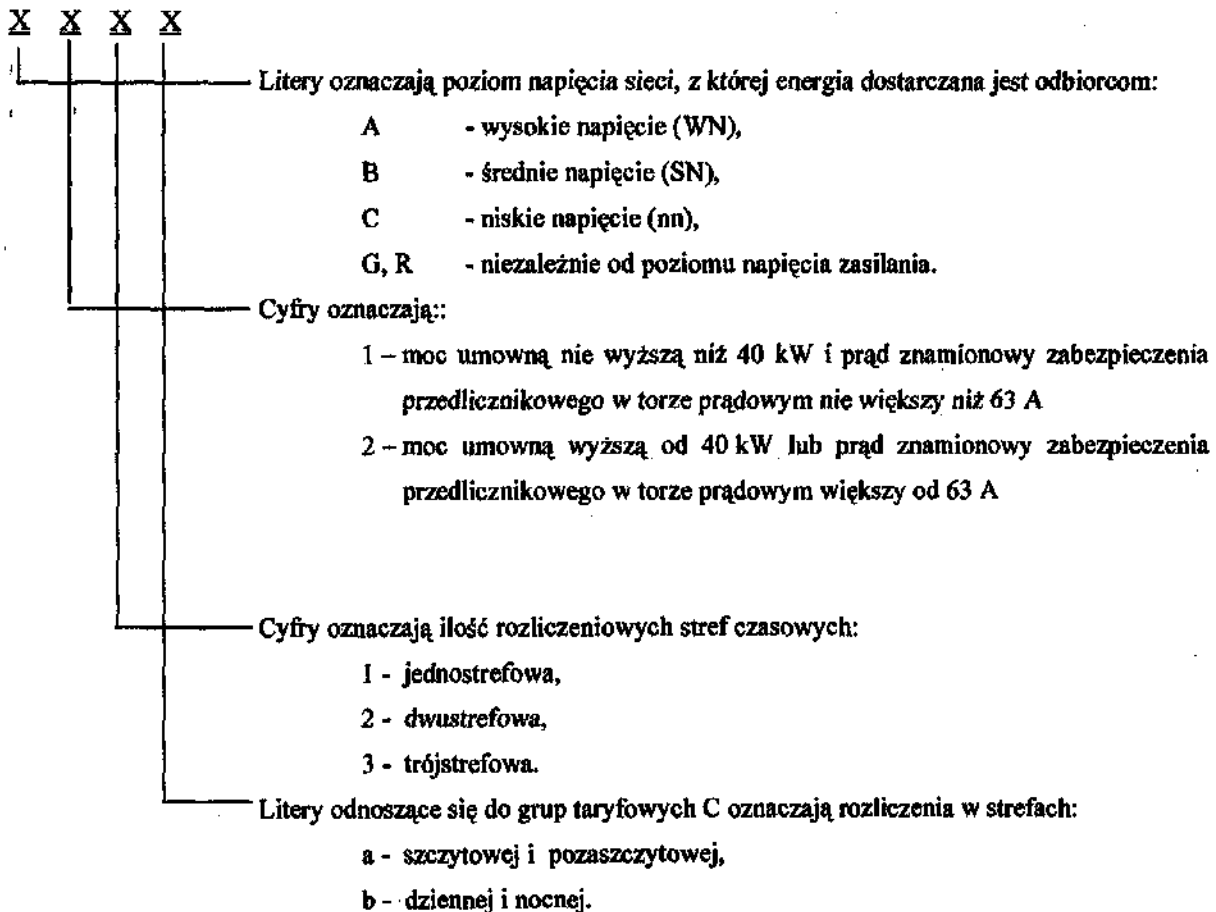 X X X X
Litery oznaczają poziom napięcia sieci, z której energia dostarczana jest odbiorcom:
A - wysokie napięcie (WN),
B - średnie napięcie (SN),
C - niskie napięcie (nn),
G, R - niezależnie od poziomu napięcia zasilania.
Cyfry oznaczają::
1 – moc umowną nie wyższą niż 40 kW i prąd znamionowy zabezpieczenia
przedlicznikowego w torze prądowym nie większy niż 63 A
2 – moc umowną wyższą od 40 kW lub prąd znamionowy zabezpieczenia
przedlicznikowego w torze prądowym większy od 63 A
Cyfry oznaczają ilość rozliczeniowych stref czasowych:
1 - jednostrefowa,
2 - dwustrefowa,
3 - trójstrefowa.
Litery odnoszące się do grup taryfowych C oznaczają rozliczenia w strefach:
a - szczytowej i pozaszczytowej,
b - dziennej i nocnej.